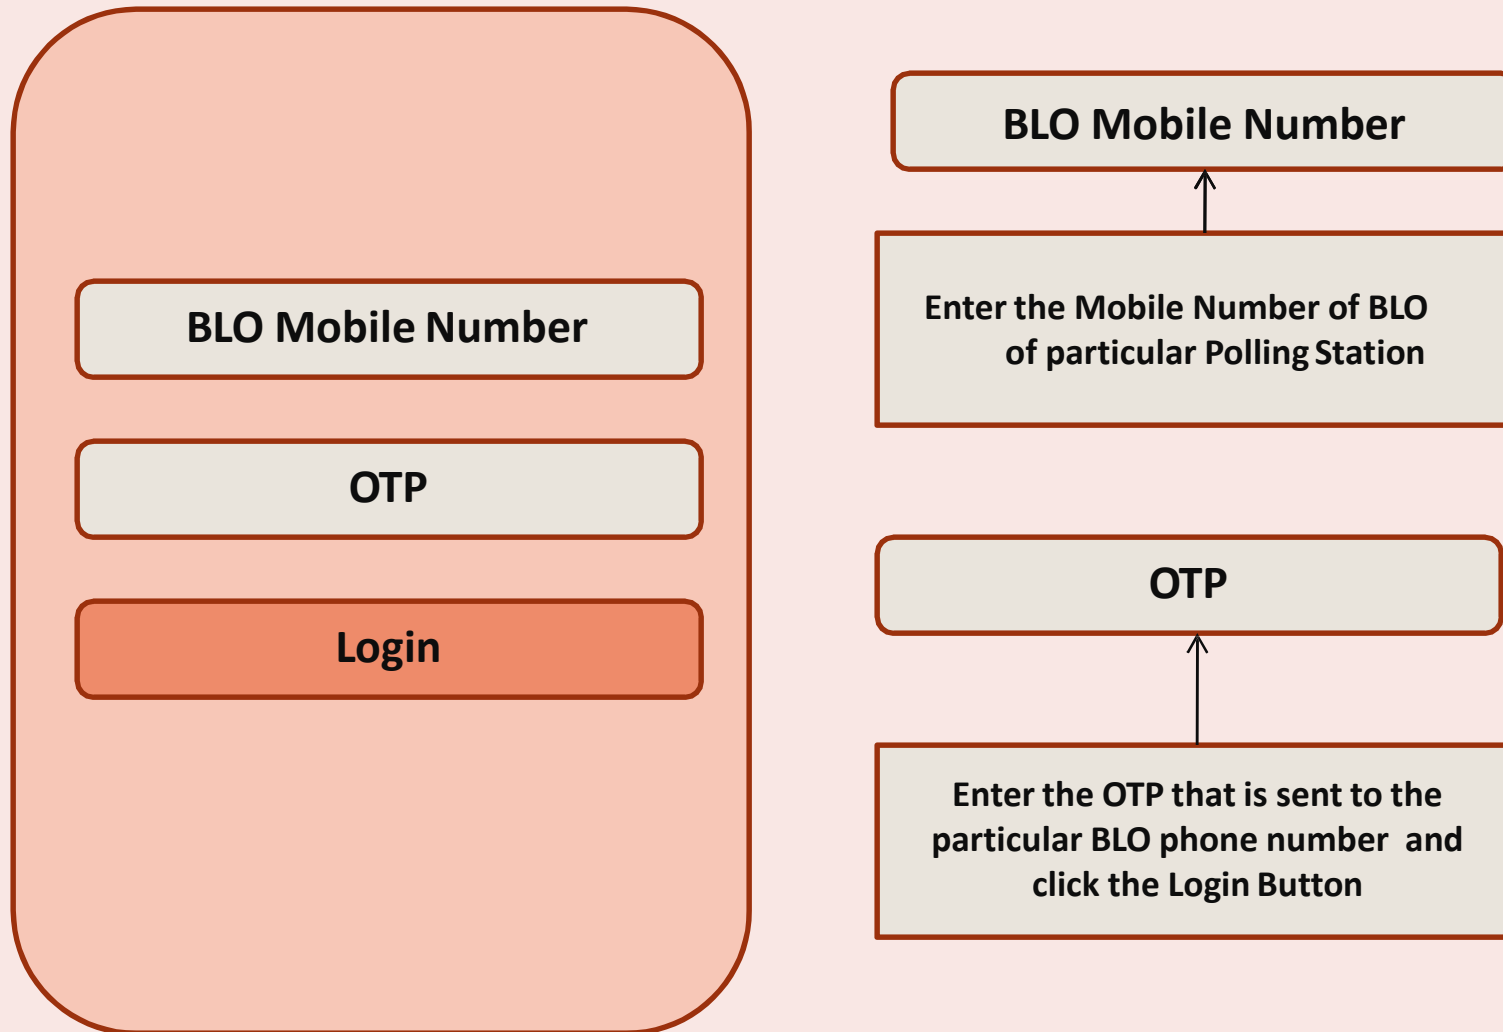 BLO Mobile Number
OTP
Login
BLO Mobile Number
Enter the Mobile Number of BLO
of particular Polling Station
OTP
Enter the OTP that is sent to the
particular BLO phone number and
click the Login Button